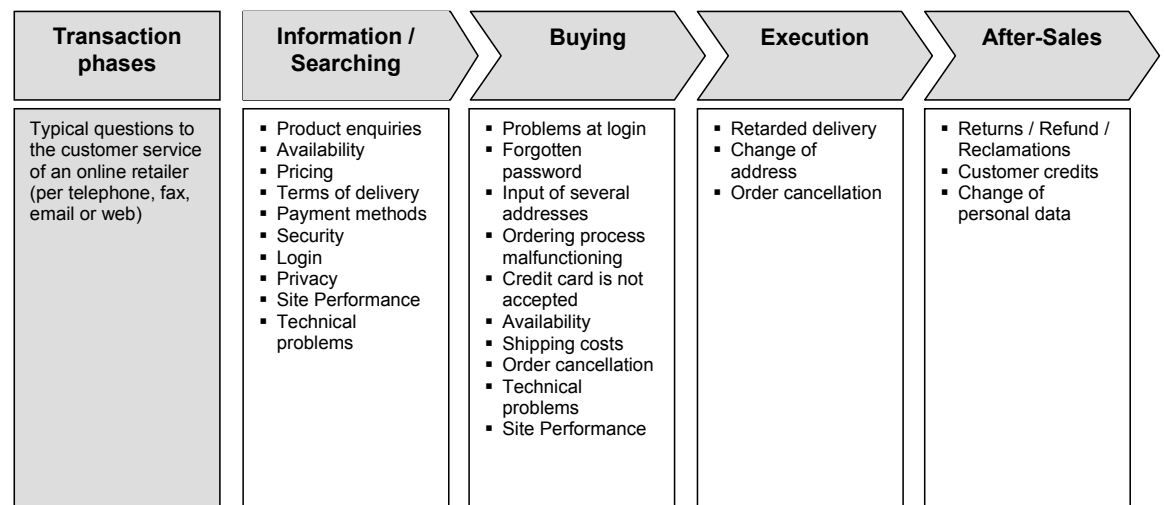 Transaction
phases
Information /
Searching
Buying
Execution
After-Sales
Typical questions to
the customer service
of an online retailer
(per telephone, fax,
email or web)
▪ Product enquiries
▪ Availability
▪ Pricing
▪ Terms of delivery
▪ Payment methods
▪ Security
▪ Login
▪ Privacy
▪ Site Performance
▪ Technical
problems
▪ Problems at login
▪ Forgotten
password
▪ Input of several
addresses
▪ Ordering process
malfunctioning
▪ Credit card is not
accepted
▪ Availability
▪ Shipping costs
▪ Order cancellation
▪ Technical
problems
▪ Site Performance
▪ Retarded delivery
▪ Change of
address
▪ Order cancellation
▪ Returns / Refund /
Reclamations
▪ Customer credits
▪ Change of
personal data